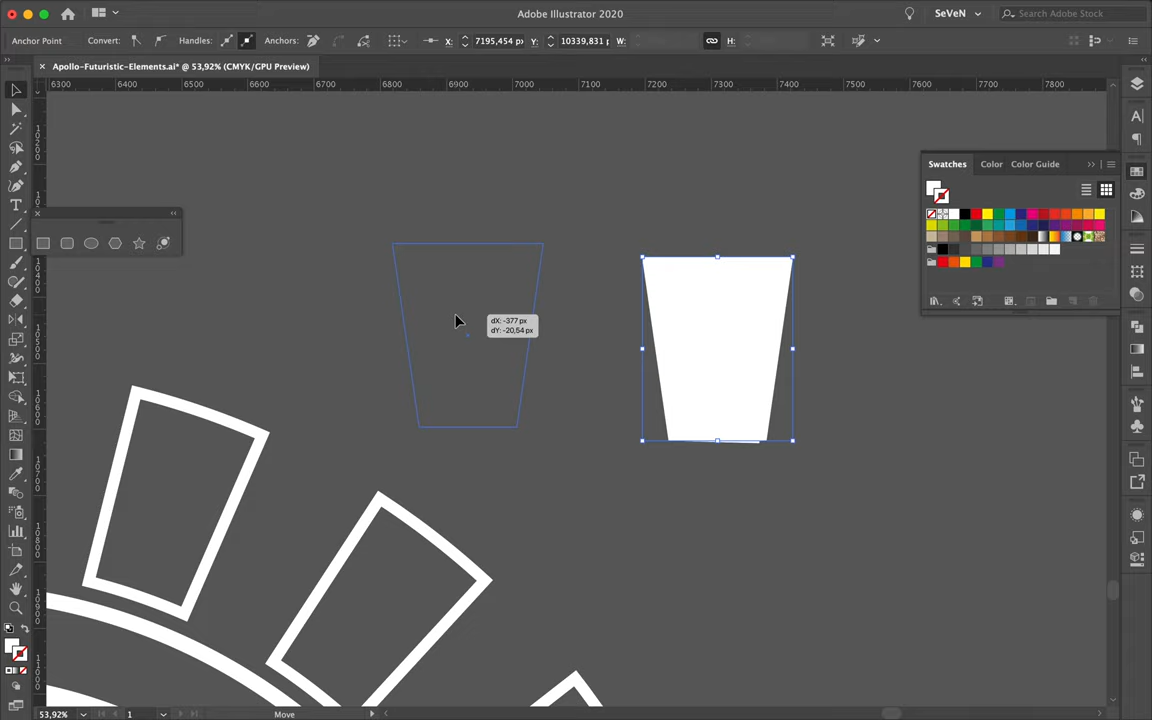 Adobe Illustrator 2020
SeVeN
Search Adobe Stock
Anchor Point
Convert:
Handles:
Anchors:
X: 7195,454 px
Y: 10339,831 px
W:
H:
Apollo-Futuristic-Elements.ai* @ 53,92% (CMYK/GPU Preview)
6300 6400 6500 6600 6700 6800 6900 7000 7100 7200 7300 7400 7500 7600 7700 7800
Swatches Color Color Guide
dX: -377 px
dY: -20,54 px
53,92% 1 Move